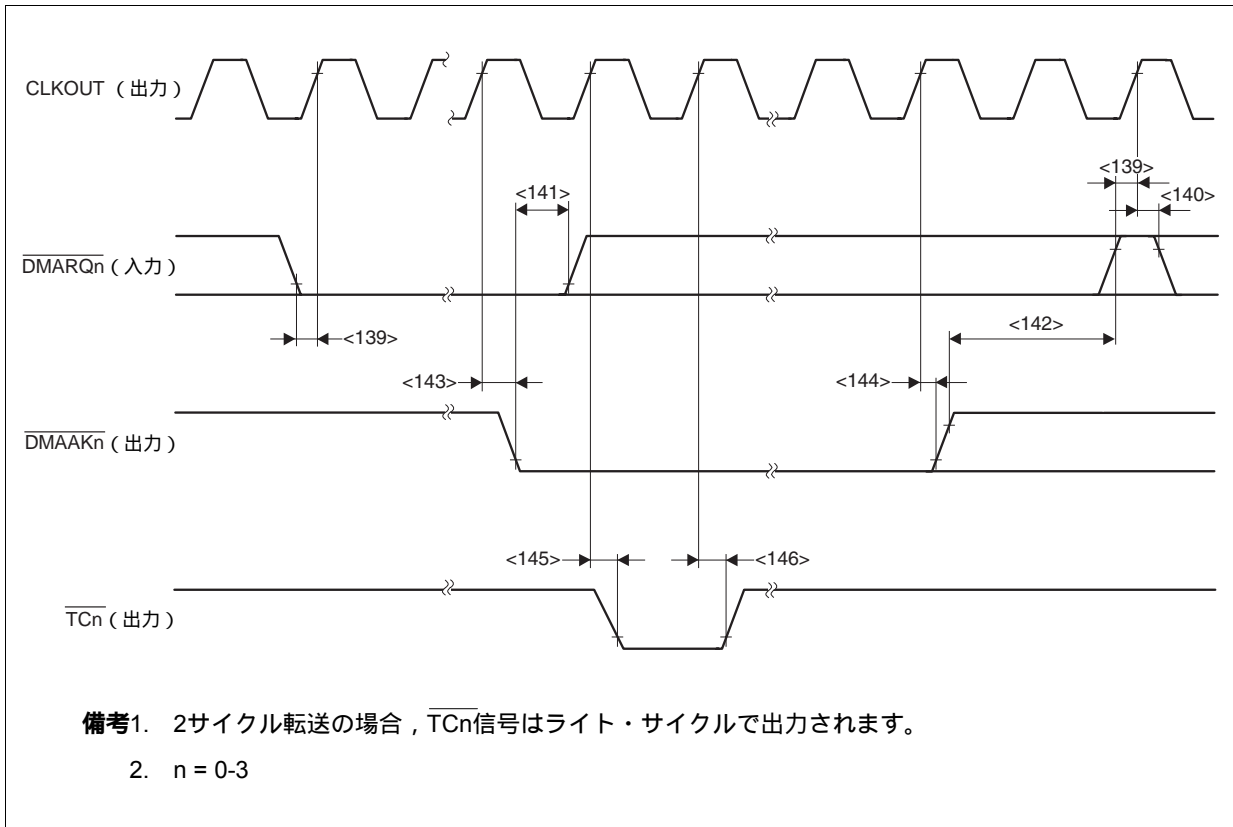 CLKOUT（出力）
<139>
<141>
<140>
DMARQn（入力）
<142>
<139>
<143>
<144>
DMAAKn（出力）
<145>
<146>
TCn（出力）
備考1. 2サイクル転送の場合，TCn信号はライト・サイクルで出力されます。
2. n = 0-3